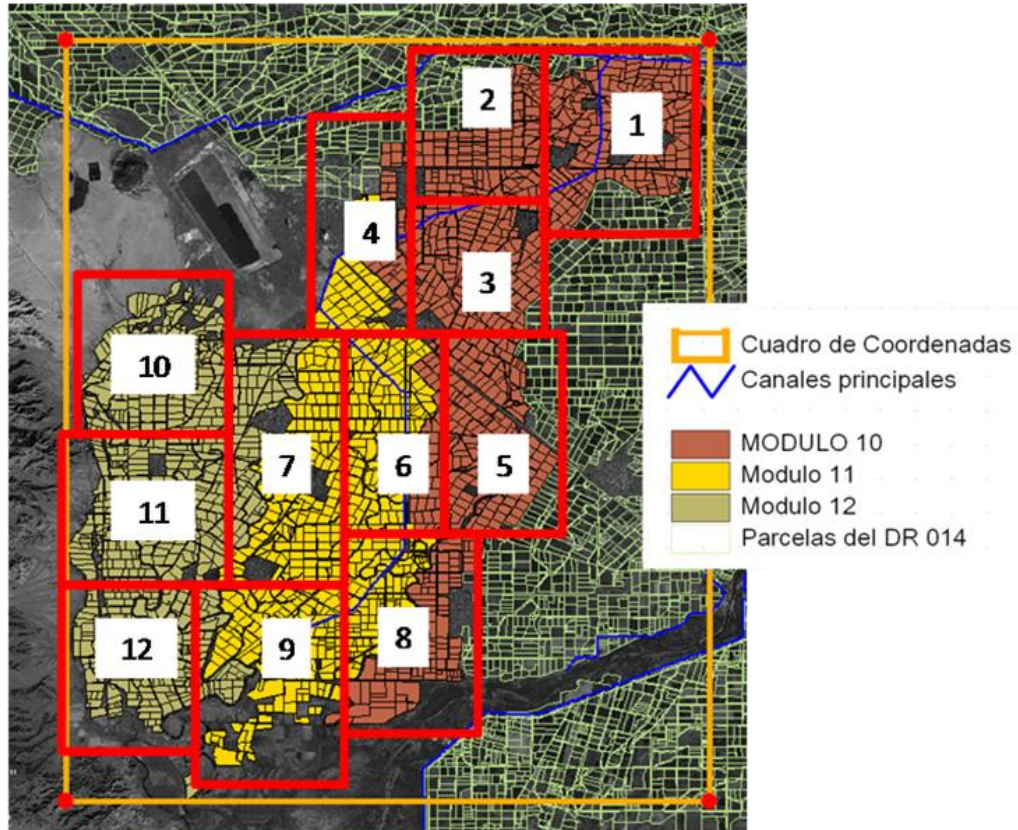 2
1
4
3
10
7
6
5
11
12
9
8
Cuadro de Coordenadas
Canales principales
MODULO 10
Modulo 11
Modulo 12
Parcelas del DR 014